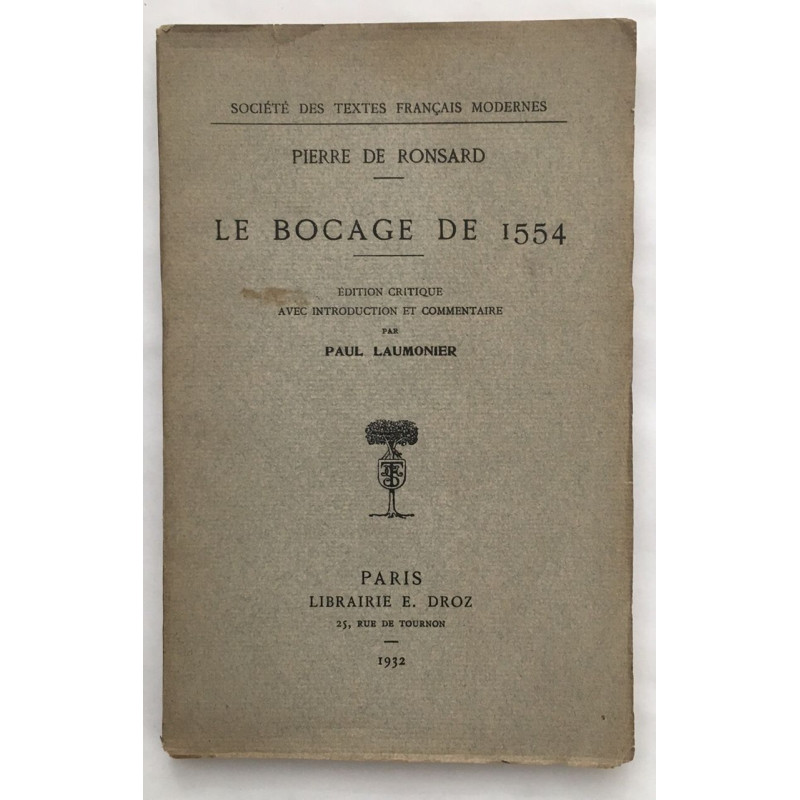 SOCIÉTÉ DES TEXTES FRANÇAIS MODERNES
PIERRE DE RONSARD
LE BOCAGE DE 1554
ÉDITION CRITIQUE
AVEC INTRODUCTION ET COMMENTAIRE
PAR
PAUL LAUMONIER
PARIS
LIBRAIRIE E. DROZ
25, RUE DE TOURNON
1932